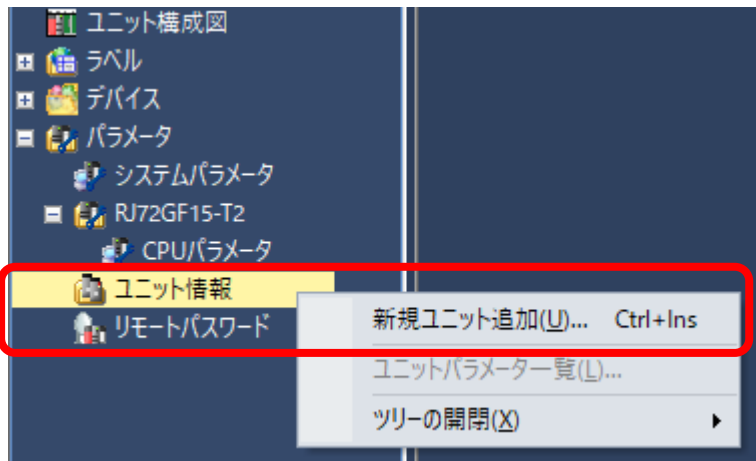 ユニット構成図
ラベル
デバイス
パラメータ
システムパラメータ
RJ72GF15-T2
CPUパラメータ
ユニット情報
リモートパスワード
新規ユニット追加(U)... Ctrl+Ins
ユニットパラメータ一覧(L)...
ツリーの開閉(X)